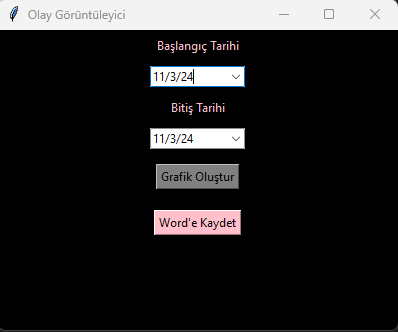 Olay Görüntüleyici
Başlangıç Tarihi
11/3/24
Bitiş Tarihi
11/3/24
Grafik Oluştur
Word'e Kaydet